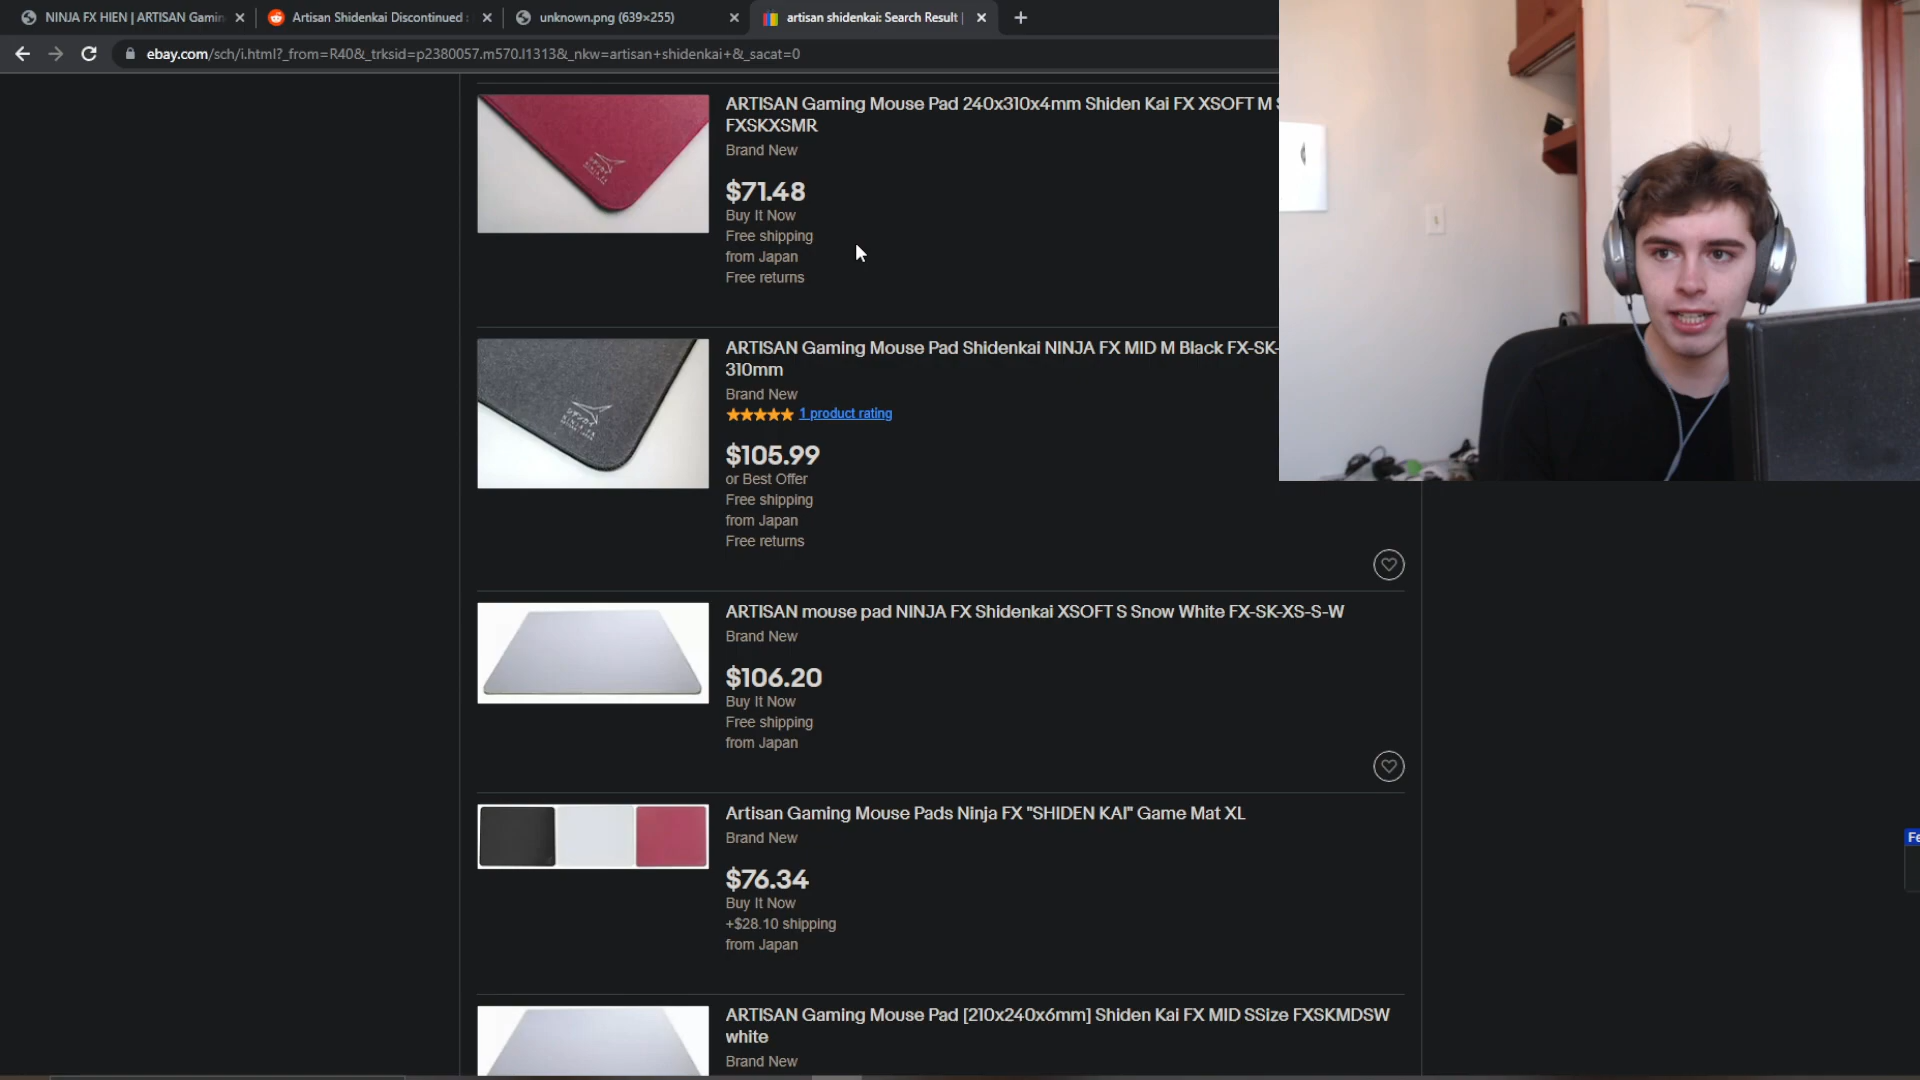 NINJA FX HIEN | ARTISAN Gamin
Artisan Shidenkai Discontinued
unknown.png (639×255)
artisan shidenkai: Search Result |
ebay.com/sch/i.html?_from=R40&_trksid=p2380057.m570.l1313&_nkw=artisan+shidenkai+&_sacat=0
ARTISAN Gaming Mouse Pad 240x310x4mm Shiden Kai FX XSOFT M S
FXSKXSMR
Brand New
$71.48
Buy It Now
Free shipping
from Japan
Free returns
ARTISAN Gaming Mouse Pad Shidenkai NINJA FX MID M Black FX-SK-
310mm
Brand New
1 product rating
$105.99
or Best Offer
Free shipping
from Japan
Free returns
ARTISAN mouse pad NINJA FX Shidenkai XSOFT S Snow White FX-SK-XS-S-W
Brand New
$106.20
Buy It Now
Free shipping
from Japan
Artisan Gaming Mouse Pads Ninja FX "SHIDEN KAI" Game Mat XL
Brand New
$76.34
Buy It Now
+$28.10 shipping
from Japan
Fe
ARTISAN Gaming Mouse Pad [210x240x6mm] Shiden Kai FX MID SSize FXSKMDSW
white
Brand New